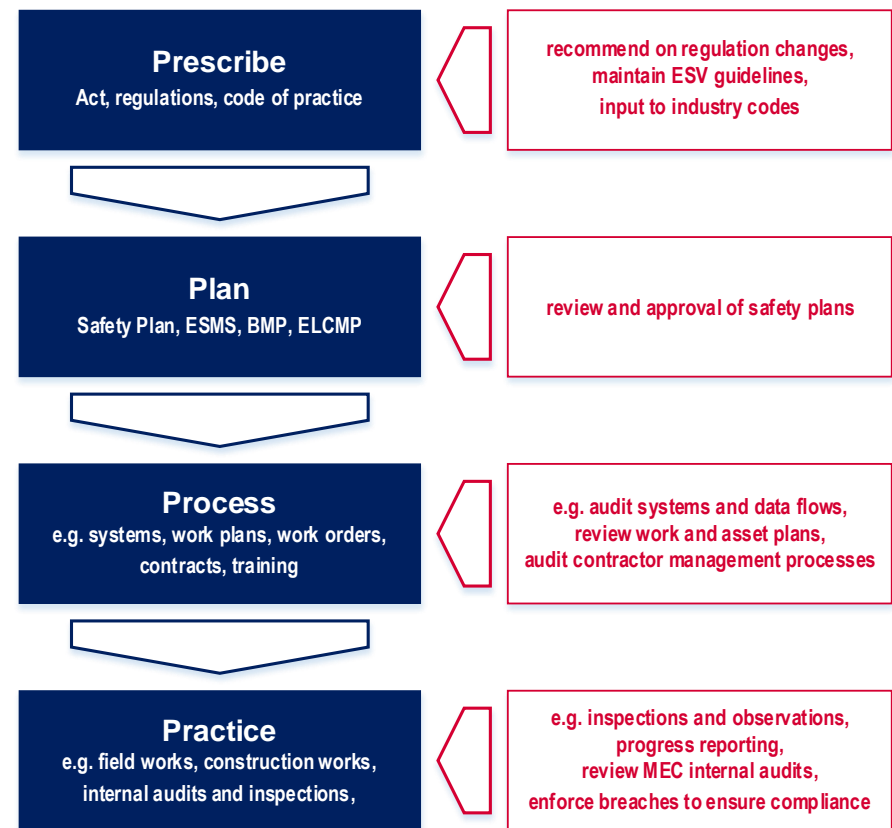 Prescribe
Act, regulations, code of practice
recommend on regulation changes,
maintain ESV guidelines,
input to industry codes
Plan
Safety Plan, ESMS, BMP, ELCMP
review and approval of safety plans
Process
e.g. systems, work plans, work orders,
contracts, training
e.g. audit systems and data flows,
review work and asset plans,
audit contractor management processes
Practice
e.g. field works, construction works,
internal audits and inspections,
e.g. inspections and observations,
progress reporting,
review MEC internal audits,
enforce breaches to ensure compliance